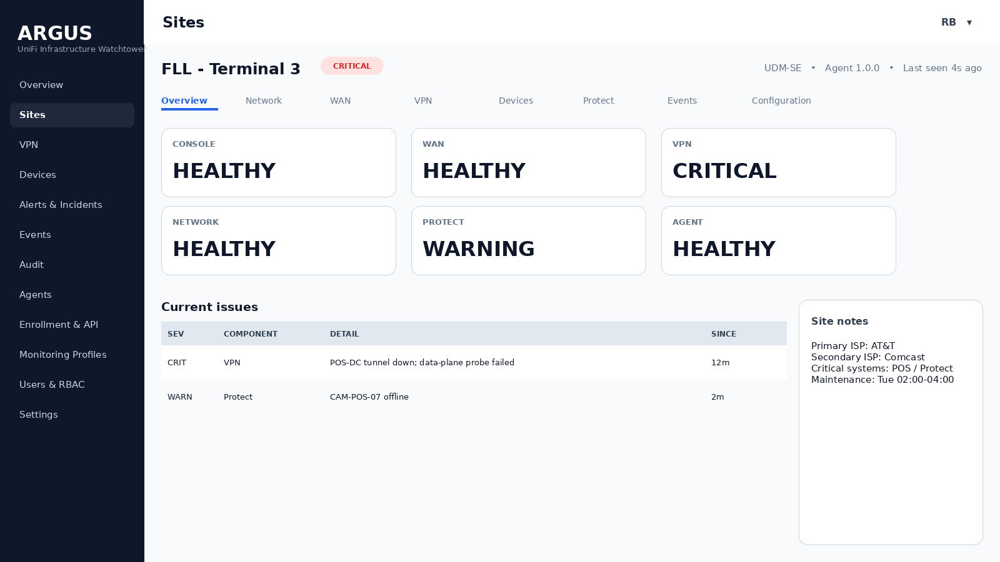 ARGUS
UniFi Infrastructure Watchtower
Overview
Sites
VPN
Devices
Alerts & Incidents
Events
Audit
Agents
Enrollment & API
Monitoring Profiles
Users & RBAC
Settings
Sites
RB ▼
FLL - Terminal 3 CRITICAL
UDM-SE • Agent 1.0.0 • Last seen 4s ago
Overview Network WAN VPN Devices Protect Events Configuration
CONSOLE
HEALTHY
WAN
HEALTHY
VPN
CRITICAL
NETWORK
HEALTHY
PROTECT
WARNING
AGENT
HEALTHY
Current issues
SEV COMPONENT DETAIL SINCE
CRIT VPN POS-DC tunnel down; data-plane probe failed 12m
WARN Protect CAM-POS-07 offline 2m
Site notes
Primary ISP: AT&T
Secondary ISP: Comcast
Critical systems: POS / Protect
Maintenance: Tue 02:00-04:00